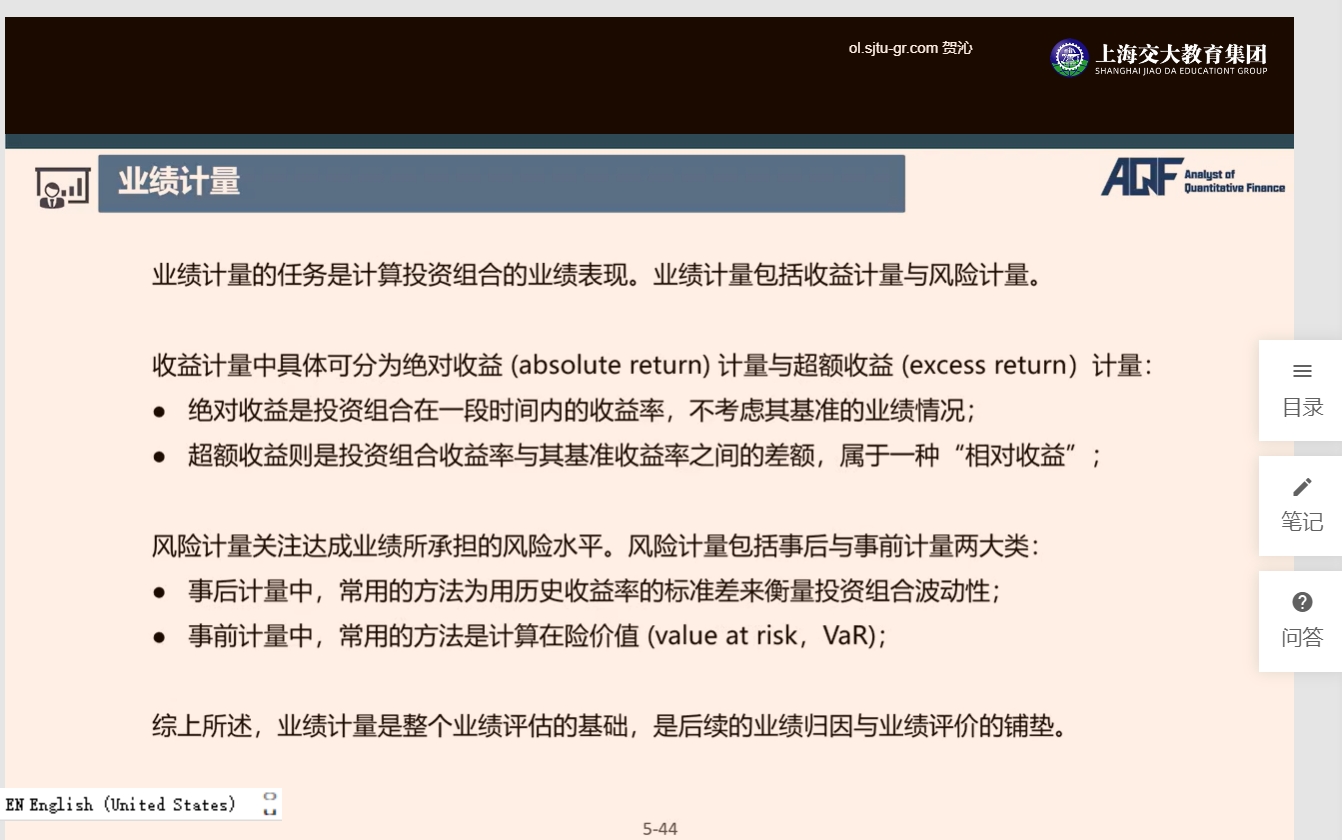 ol.sjtu-gr.com 贺沁
上海交大教育集团
SHANGHAI JIAO DA EDUCATIONT GROUP
业绩计量
AQF Analyst of
Quantitative Finance
业绩计量的任务是计算投资组合的业绩表现。业绩计量包括收益计量与风险计量。
收益计量中具体可分为绝对收益 (absolute return) 计量与超额收益 (excess return）计量：
● 绝对收益是投资组合在一段时间内的收益率，不考虑其基准的业绩情况；
● 超额收益则是投资组合收益率与其基准收益率之间的差额，属于一种“相对收益”；
目录
笔记
风险计量关注达成业绩所承担的风险水平。风险计量包括事后与事前计量两大类：
● 事后计量中，常用的方法为用历史收益率的标准差来衡量投资组合波动性；
● 事前计量中，常用的方法是计算在险价值 (value at risk，VaR)；
问答
综上所述，业绩计量是整个业绩评估的基础，是后续的业绩归因与业绩评价的铺垫。
EN English (United States)
5-44